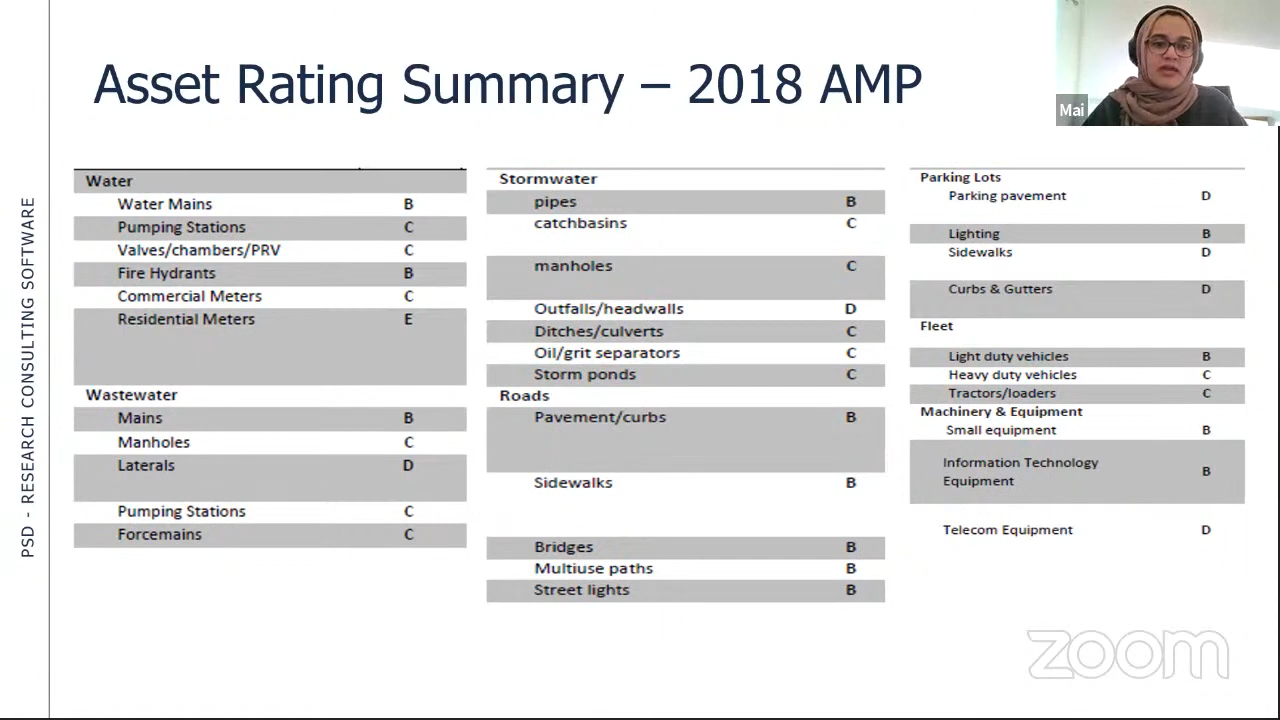 Asset Rating Summary – 2018 AMP
Mai
PSD - RESEARCH CONSULTING SOFTWARE
Water
Water Mains B
Pumping Stations C
Valves/chambers/PRV C
Fire Hydrants B
Commercial Meters C
Residential Meters E
Wastewater
Mains B
Manholes C
Laterals D
Pumping Stations C
Forcemains C
Stormwater
pipes B
catchbasins C
manholes C
Outfalls/headwalls D
Ditches/culverts C
Oil/grit separators C
Storm ponds C
Roads
Pavement/curbs B
Sidewalks B
Bridges B
Multiuse paths B
Street lights B
Parking Lots
Parking pavement D
Lighting B
Sidewalks D
Curbs & Gutters D
Fleet
Light duty vehicles B
Heavy duty vehicles C
Tractors/loaders C
Machinery & Equipment
Small equipment B
Information Technology
Equipment B
Telecom Equipment D
zoom